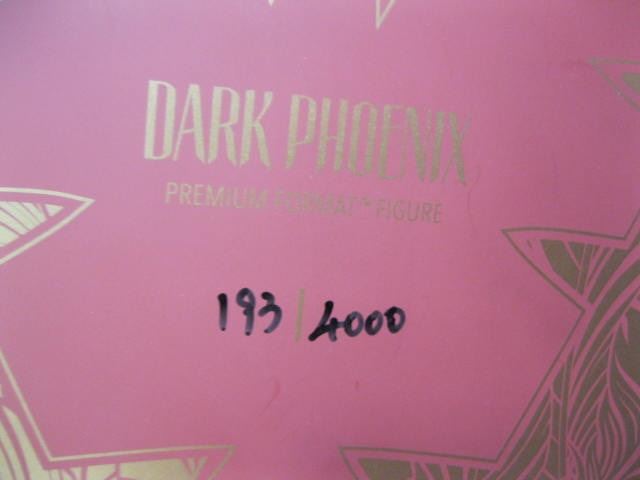 DARK PHOENIX
PREMIUM FORMAT™ FIGURE
193 | 4000